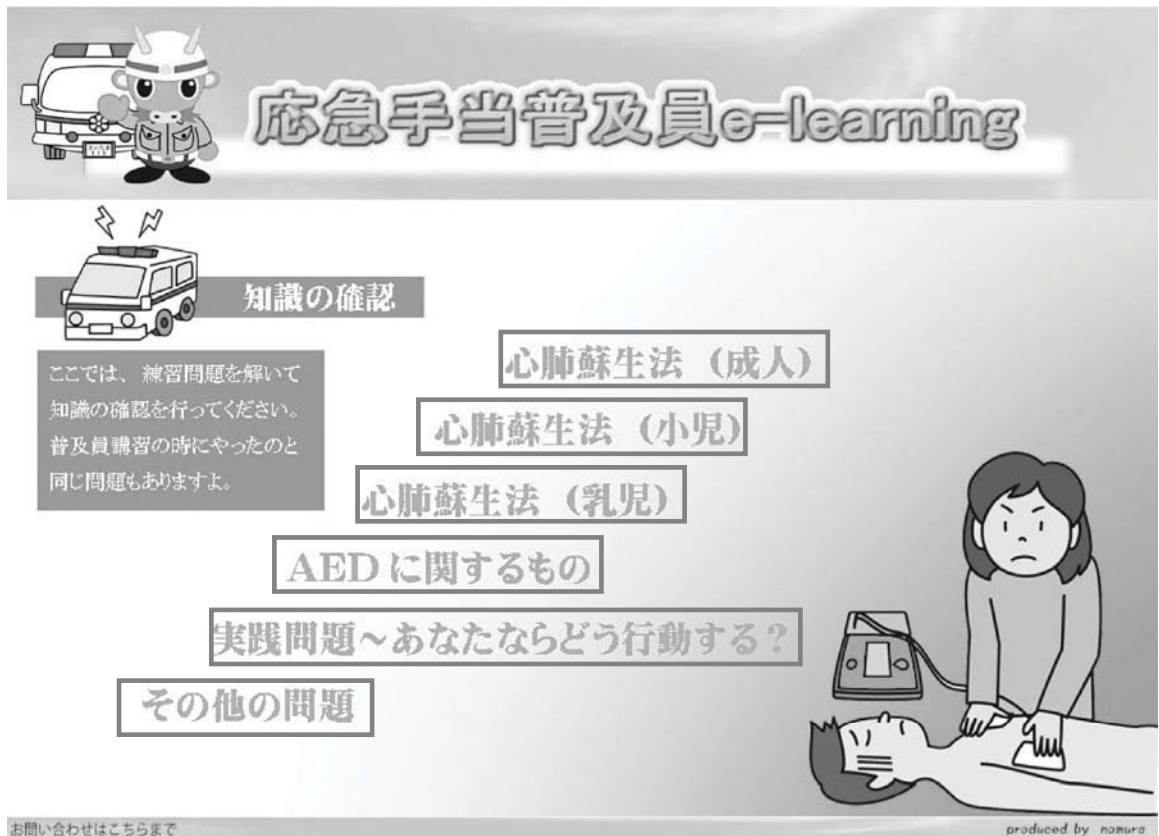 応急手当普及員e-learning
知識の確認
ここでは、練習問題を解いて
知識の確認を行ってください。
普及員講習の時にやったのと
同じ問題もありますよ。
心肺蘇生法（成人）
心肺蘇生法（小児）
心肺蘇生法（乳児）
AEDに関するもの
実践問題～あなたならどう行動する？
その他の問題
お問い合わせはこちらまで
produced by nomura